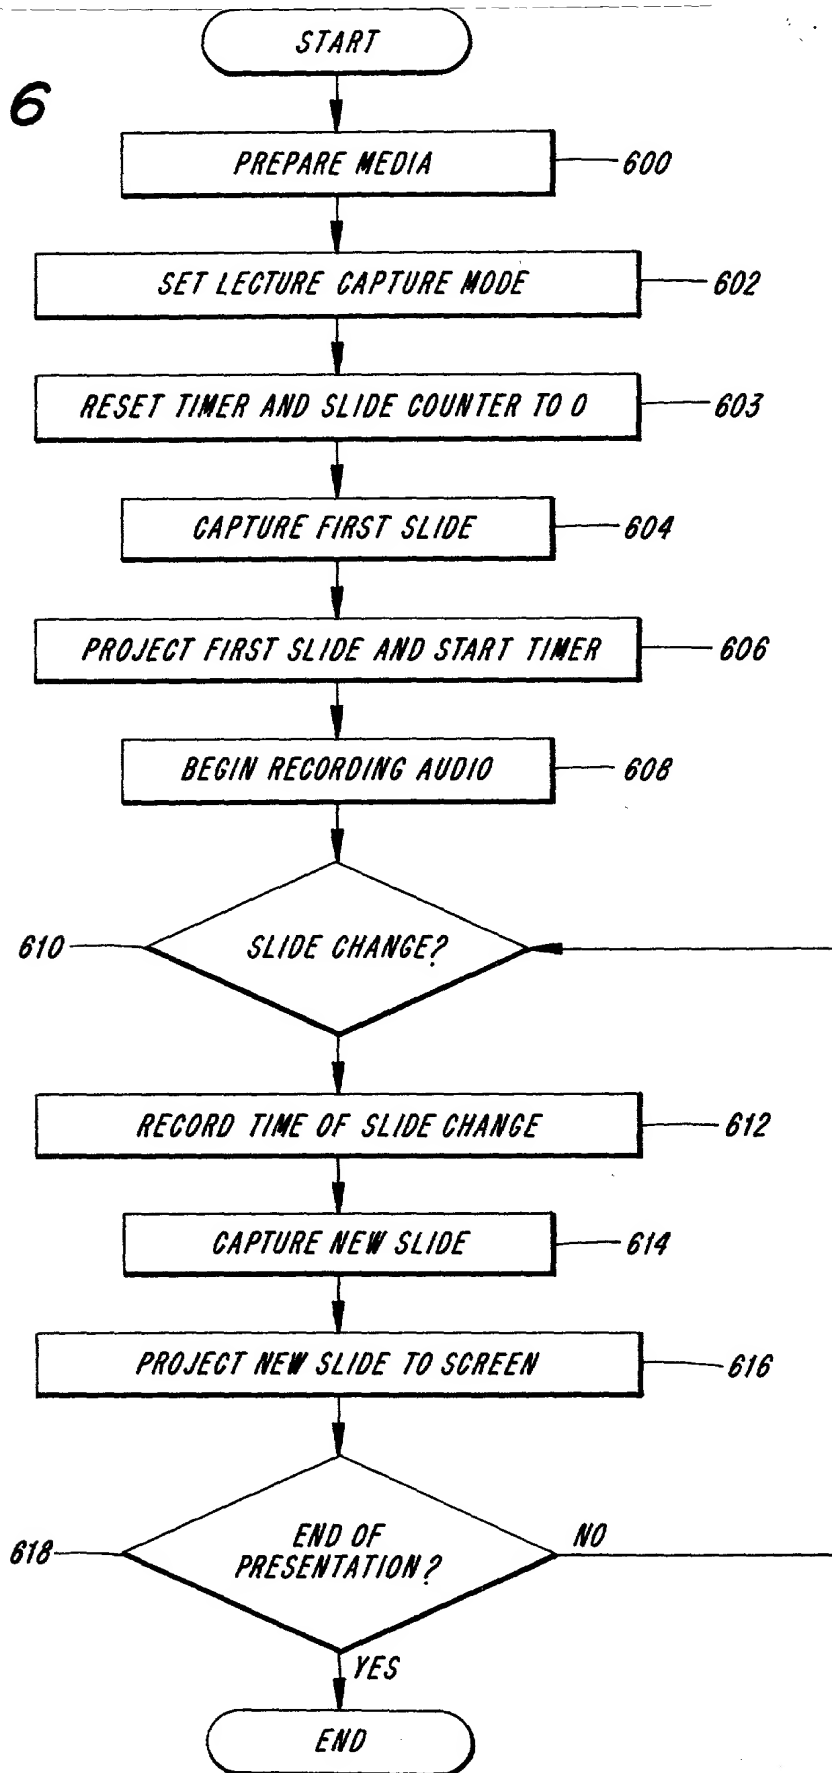 START
6
PREPARE MEDIA
600
SET LECTURE CAPTURE MODE
602
RESET TIMER AND SLIDE COUNTER TO 0
603
CAPTURE FIRST SLIDE
604
PROJECT FIRST SLIDE AND START TIMER
606
BEGIN RECORDING AUDIO
608
610
SLIDE CHANGE?
RECORD TIME OF SLIDE CHANGE
612
CAPTURE NEW SLIDE
614
PROJECT NEW SLIDE TO SCREEN
616
618
END OF
PRESENTATION?
NO
YES
END